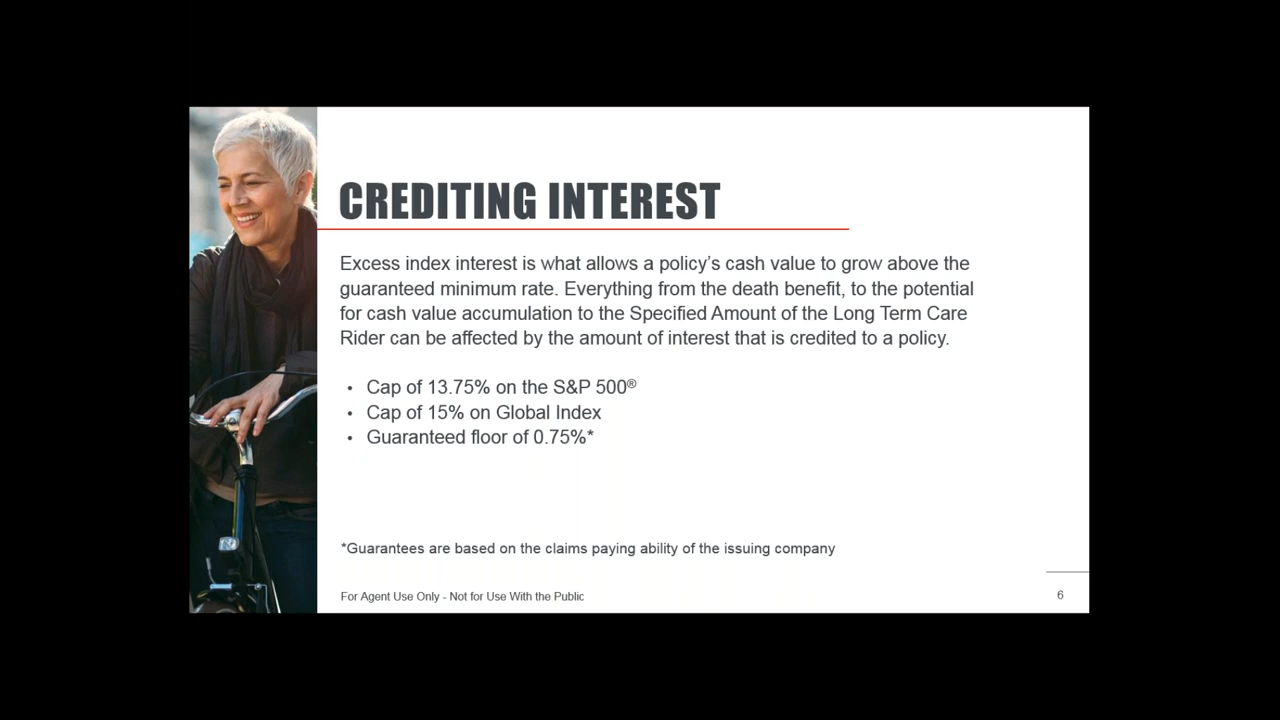 CREDITING INTEREST
Excess index interest is what allows a policy’s cash value to grow above the
guaranteed minimum rate. Everything from the death benefit, to the potential
for cash value accumulation to the Specified Amount of the Long Term Care
Rider can be affected by the amount of interest that is credited to a policy.
• Cap of 13.75% on the S&P 500®
• Cap of 15% on Global Index
• Guaranteed floor of 0.75%*
*Guarantees are based on the claims paying ability of the issuing company
For Agent Use Only - Not for Use With the Public
6